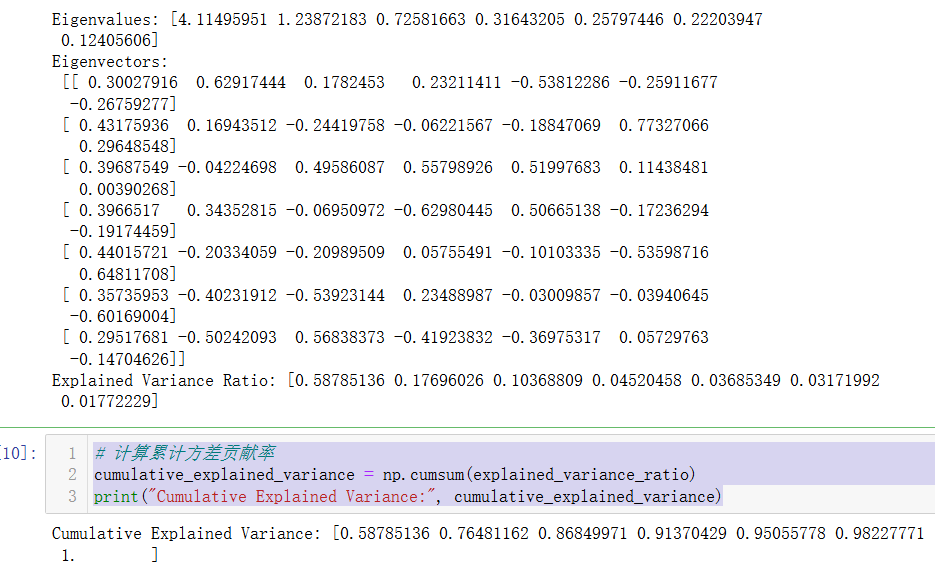 Eigenvalues: [4.11495951 1.23872183 0.72581663 0.31643205 0.25797446 0.22203947
 0.12405606]
Eigenvectors:
 [[ 0.30027916  0.62917444  0.1782453   0.23211411 -0.53812286 -0.25911677
  -0.26759277]
 [ 0.43175936  0.16943512 -0.24419758 -0.06221567 -0.18847069  0.77327066
   0.29648548]
 [ 0.39687549 -0.04224698  0.49586087  0.55798926  0.51997683  0.11438481
   0.00390268]
 [ 0.3966517   0.34352815 -0.06950972 -0.62980445  0.50665138 -0.17236294
  -0.19174459]
 [ 0.44015721 -0.20334059 -0.20989509  0.05755491 -0.10103335 -0.53598716
   0.64811708]
 [ 0.35735953 -0.40231912 -0.53923144  0.23488987 -0.03009857 -0.03940645
  -0.60169004]
 [ 0.29517681 -0.50242093  0.56838373 -0.41923832 -0.36975317  0.05729763
  -0.14704626]]
Explained Variance Ratio: [0.58785136 0.17696026 0.10368809 0.04520458 0.03685349 0.03171992
 0.01772229]
[10]: 1 # 计算累计方差贡献率
2 cumulative_explained_variance = np.cumsum(explained_variance_ratio)
3 print("Cumulative Explained Variance:", cumulative_explained_variance)
Cumulative Explained Variance: [0.58785136 0.76481162 0.86849971 0.91370429 0.95055778 0.98227771
 1.        ]